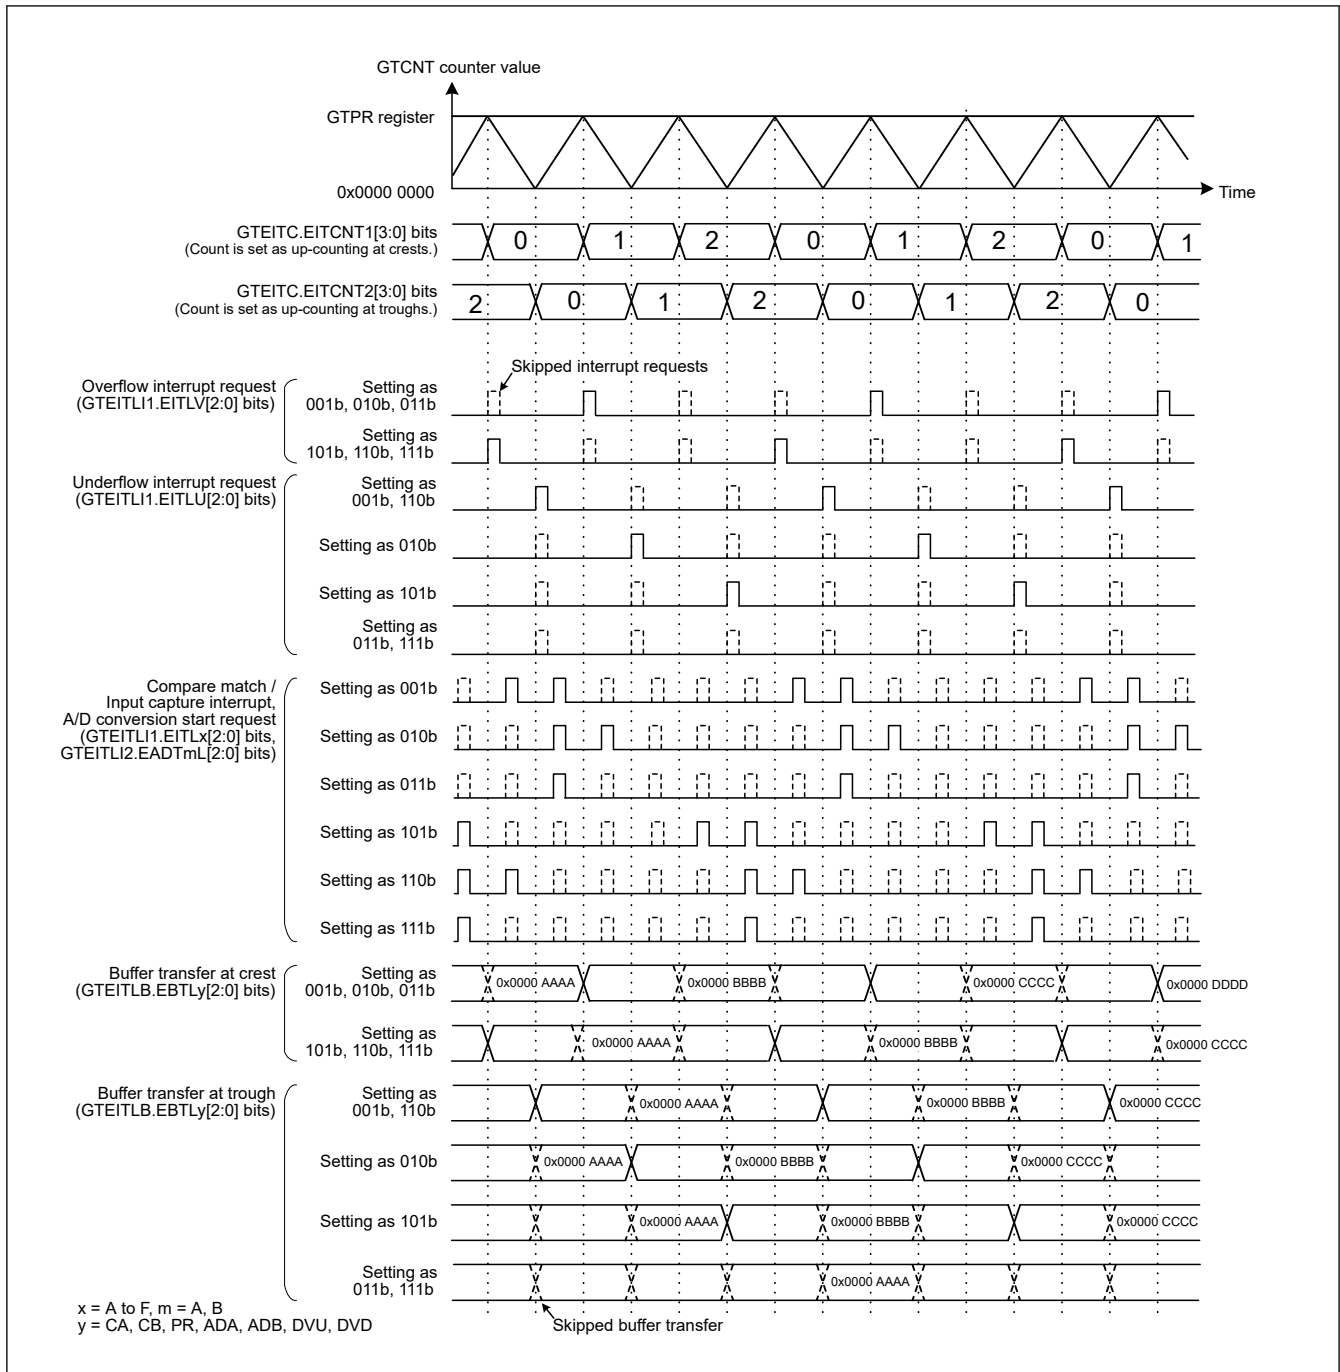 GTCNT counter value
GTPR register
0x0000 0000
Time
GTEITC.EITCNT1[3:0] bits
(Count is set as up-counting at crests.)
0 1 2 0 1 2 0 1
GTEITC.EITCNT2[3:0] bits
(Count is set as up-counting at troughs.)
2 0 1 2 0 1 2 0
Skipped interrupt requests
Overflow interrupt request
(GTEITLI1.EITLV[2:0] bits)
Setting as
001b, 010b, 011b
Setting as
101b, 110b, 111b
Underflow interrupt request
(GTEITLI1.EITLU[2:0] bits)
Setting as
001b, 110b
Setting as 010b
Setting as 101b
Setting as
011b, 111b
Compare match /
Input capture interrupt,
A/D conversion start request
(GTEITLI1.EITLx[2:0] bits,
GTEITLI2.EADTmL[2:0] bits)
Setting as 001b
Setting as 010b
Setting as 011b
Setting as 101b
Setting as 110b
Setting as 111b
Buffer transfer at crest
(GTEITLB.EBTLy[2:0] bits)
Setting as
001b, 010b, 011b
0x0000 AAAA 0x0000 BBBB 0x0000 CCCC 0x0000 DDDD
Setting as
101b, 110b, 111b
0x0000 AAAA 0x0000 BBBB 0x0000 CCCC
Buffer transfer at trough
(GTEITLB.EBTLy[2:0] bits)
Setting as
001b, 110b
0x0000 AAAA 0x0000 BBBB 0x0000 CCCC
Setting as 010b
0x0000 AAAA 0x0000 BBBB 0x0000 CCCC
Setting as 101b
0x0000 AAAA 0x0000 BBBB 0x0000 CCCC
Setting as
011b, 111b
0x0000 AAAA
Skipped buffer transfer
x = A to F, m = A, B
y = CA, CB, PR, ADA, ADB, DVU, DVD